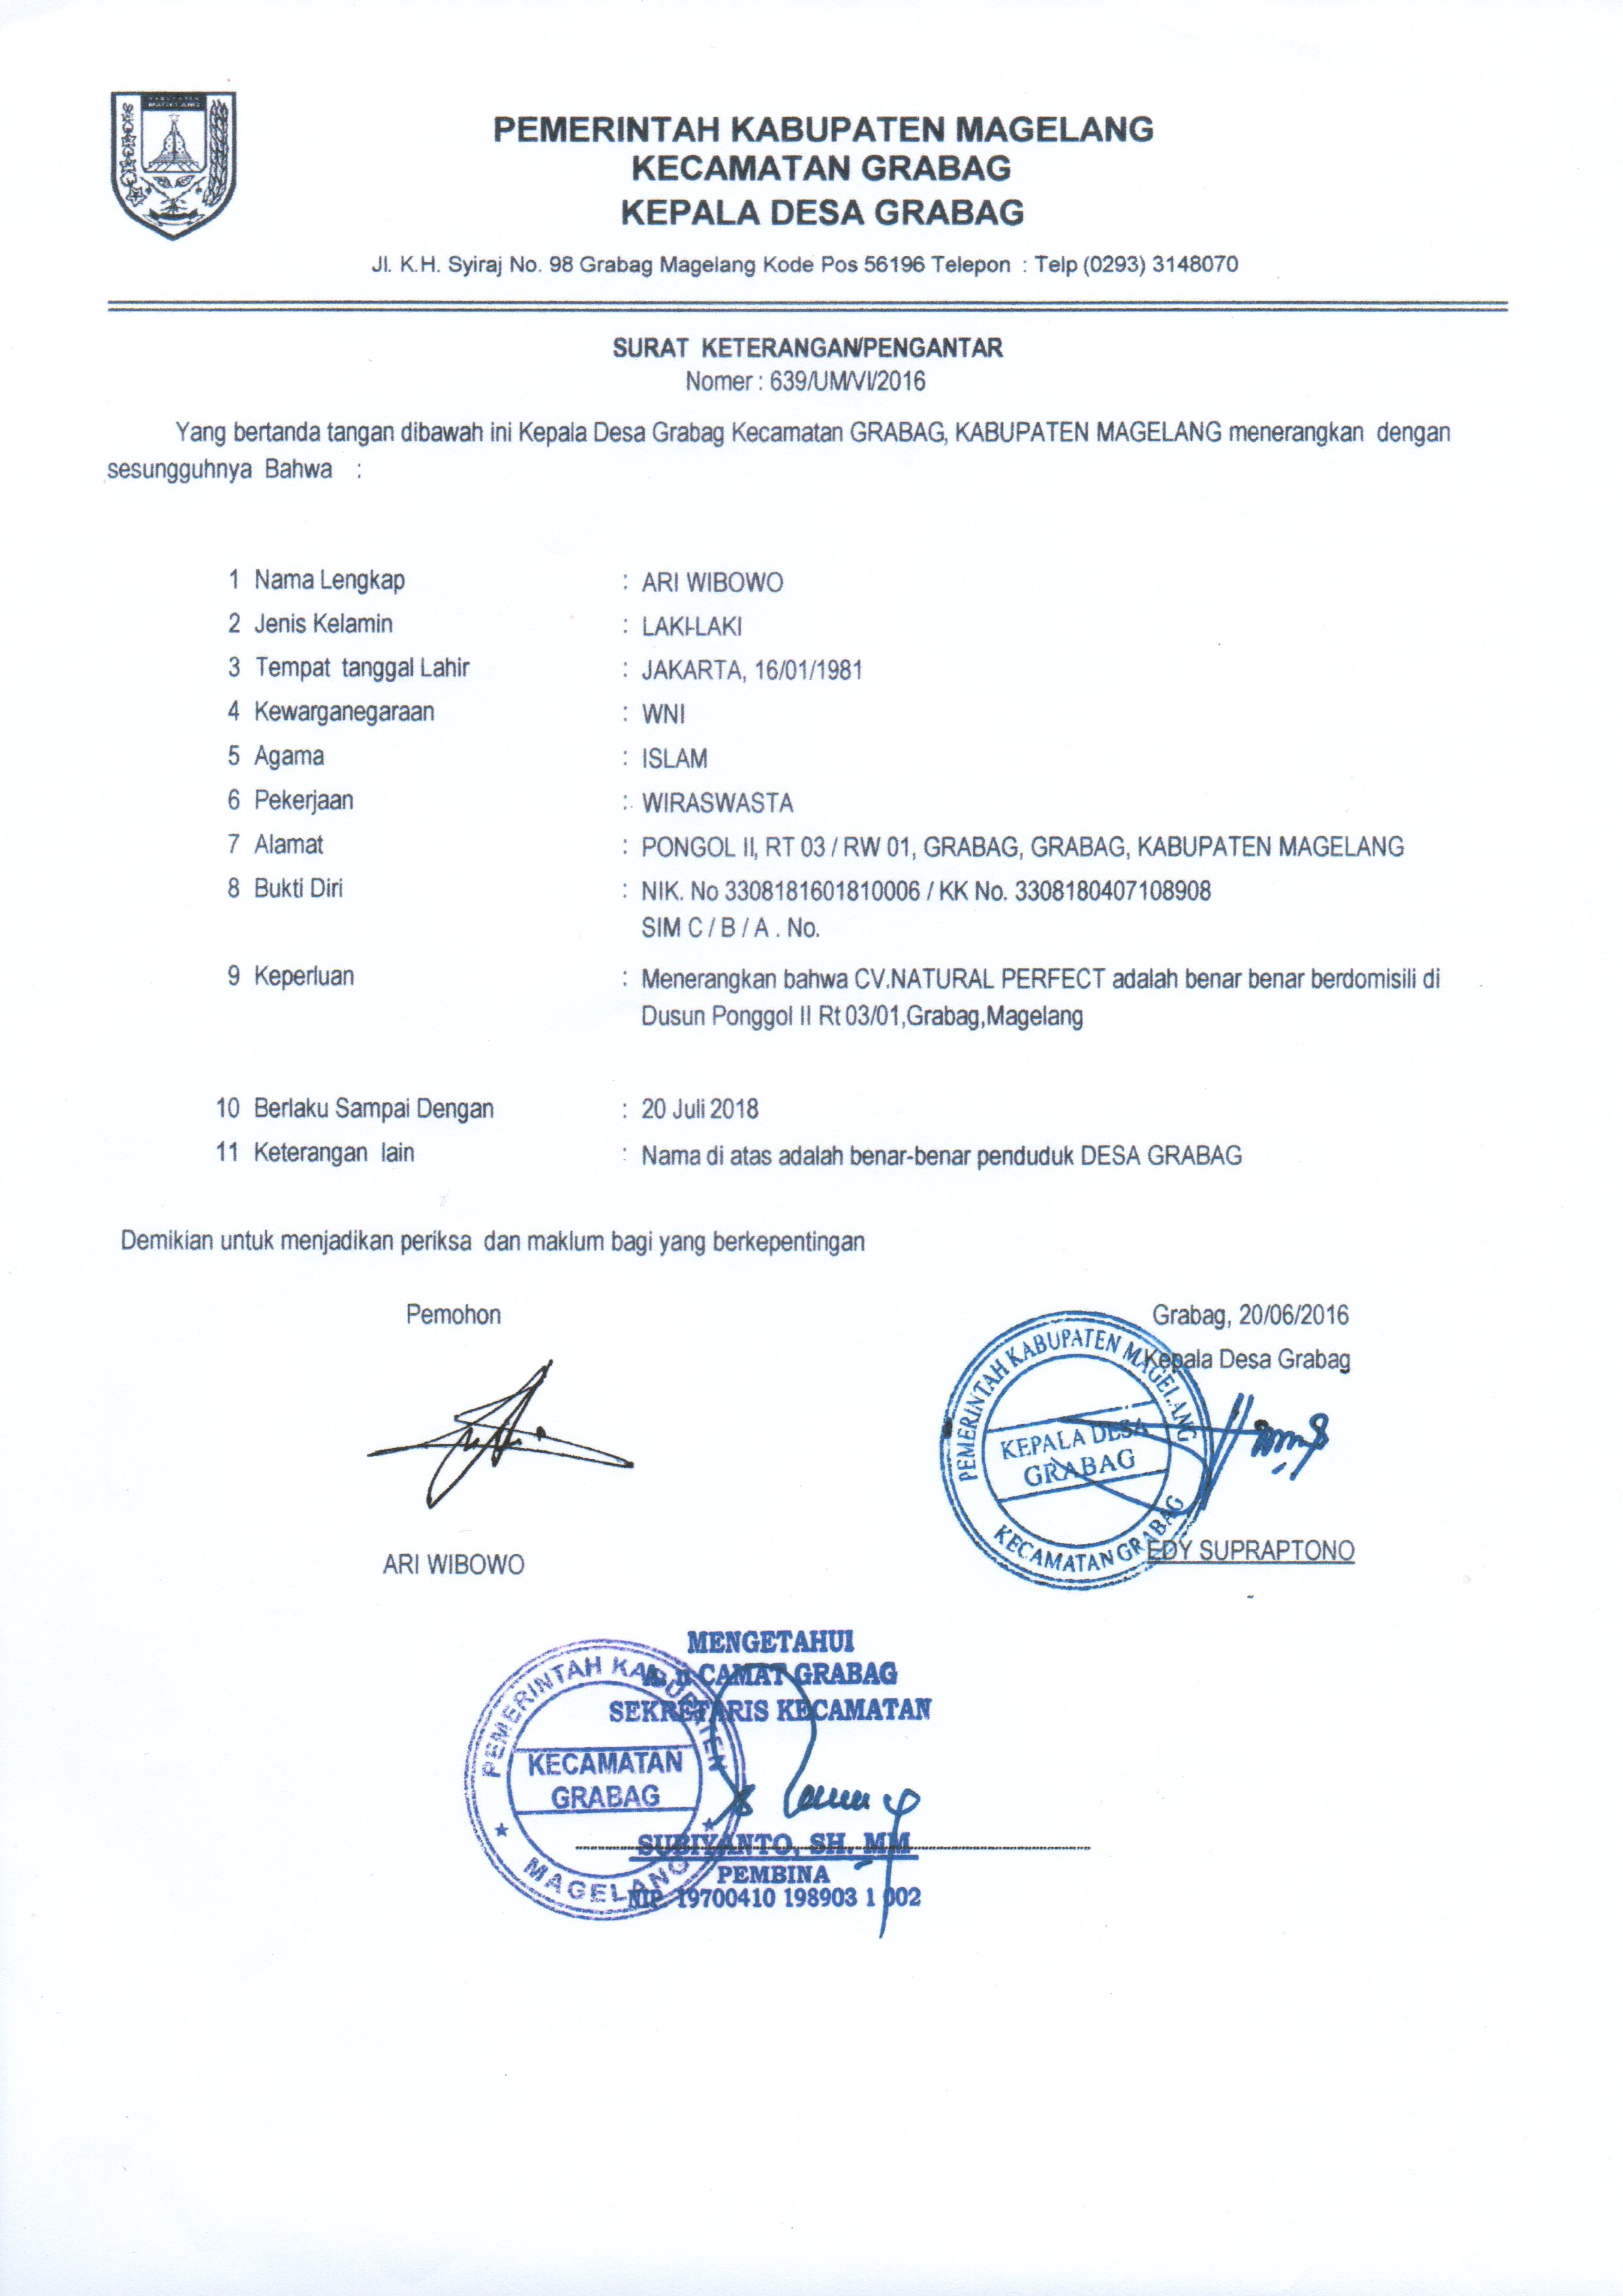 KABUPATEN
MAGELANG
PEMERINTAH KABUPATEN MAGELANG
KECAMATAN GRABAG
KEPALA DESA GRABAG
Jl. K.H. Syiraj No. 98 Grabag Magelang Kode Pos 56196 Telepon : Telp (0293) 3148070
SURAT KETERANGAN/PENGANTAR
Nomer : 639/UM/VI/2016
Yang bertanda tangan dibawah ini Kepala Desa Grabag Kecamatan GRABAG, KABUPATEN MAGELANG menerangkan dengan
sesungguhnya Bahwa :
1 Nama Lengkap : ARI WIBOWO
2 Jenis Kelamin : LAKI-LAKI
3 Tempat tanggal Lahir : JAKARTA, 16/01/1981
4 Kewarganegaraan : WNI
5 Agama : ISLAM
6 Pekerjaan : WIRASWASTA
7 Alamat : PONGOL II, RT 03 / RW 01, GRABAG, GRABAG, KABUPATEN MAGELANG
8 Bukti Diri : NIK. No 3308181601810006 / KK No. 3308180407108908
SIM C / B / A . No.
9 Keperluan : Menerangkan bahwa CV.NATURAL PERFECT adalah benar benar berdomisili di
Dusun Ponggol II Rt 03/01,Grabag,Magelang
10 Berlaku Sampai Dengan : 20 Juli 2018
11 Keterangan lain : Nama di atas adalah benar-benar penduduk DESA GRABAG
Demikian untuk menjadikan periksa dan maklum bagi yang berkepentingan
Pemohon
Grabag, 20/06/2016
Kepala Desa Grabag
PEMERINTAH KABUPATEN MAGELANG
KEPALA DESA
GRABAG
KECAMATAN GRABAG
ARI WIBOWO
EDY SUPRAPTONO
MENGETAHUI
A. n CAMAT GRABAG
SEKRETARIS KECAMATAN
PEMERINTAH KABUPATEN
KECAMATAN
GRABAG
MAGELANG
SUBIYANTO, SH. MM
PEMBINA
NIP. 19700410 198903 1 002